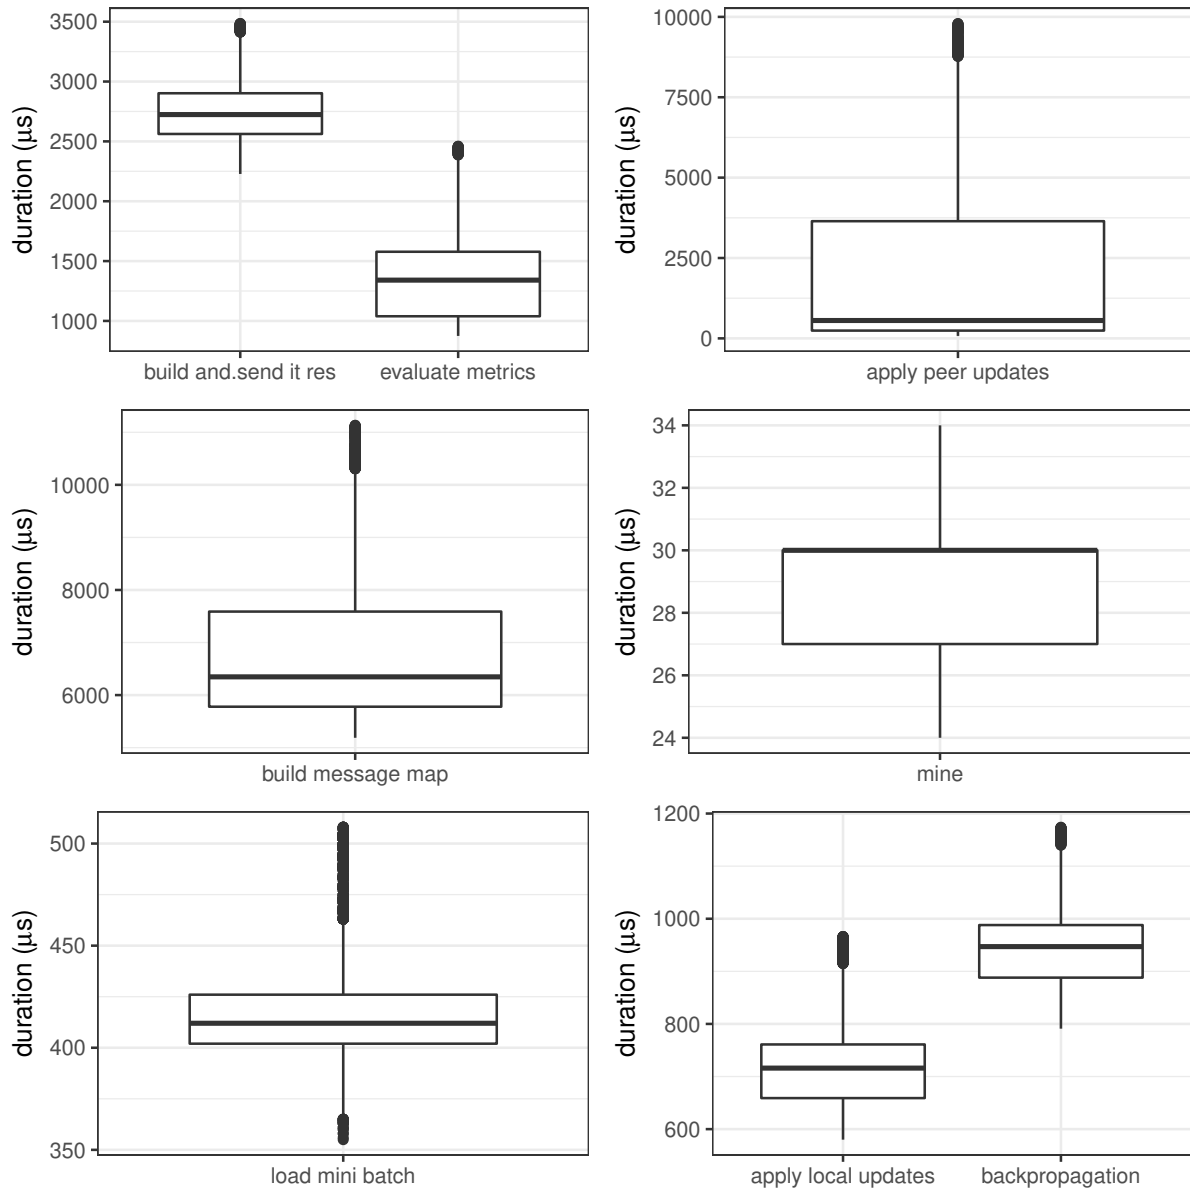 duration (μs)
3500
3000
2500
2000
1500
1000
build and.send it res
evaluate metrics
duration (μs)
10000
7500
5000
2500
0
apply peer updates
duration (μs)
10000
8000
6000
build message map
duration (μs)
34
32
30
28
26
24
mine
duration (μs)
500
450
400
350
load mini batch
duration (μs)
1200
1000
800
600
apply local updates
backpropagation